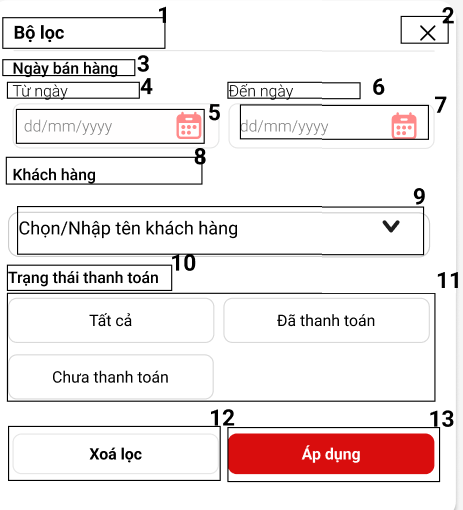 Bộ lọc 1 2
Ngày bán hàng 3
Từ ngày 4 Đến ngày 6
dd/mm/yyyy 5 dd/mm/yyyy 7
Khách hàng 8
Chọn/Nhập tên khách hàng 9
Trạng thái thanh toán 10
11
Tất cả Đã thanh toán
Chưa thanh toán
12 13
Xoá lọc Áp dụng